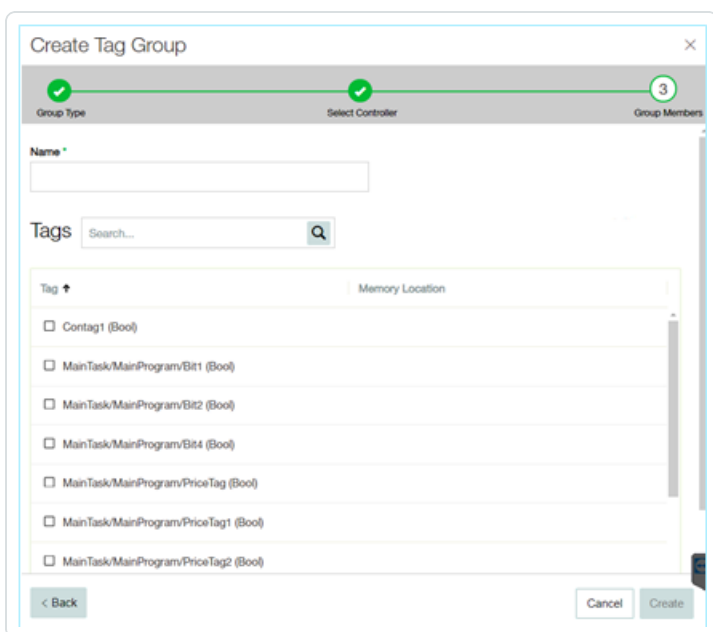 Create Tag Group
3
Group Type Select Controller Group Members
Name *
Tags Search...
Tag Memory Location
Contag1 (Bool)
MainTask/MainProgram/Bit1 (Bool)
MainTask/MainProgram/Bit2 (Bool)
MainTask/MainProgram/Bit4 (Bool)
MainTask/MainProgram/PriceTag (Bool)
MainTask/MainProgram/PriceTag1 (Bool)
MainTask/MainProgram/PriceTag2 (Bool)
< Back Cancel Create